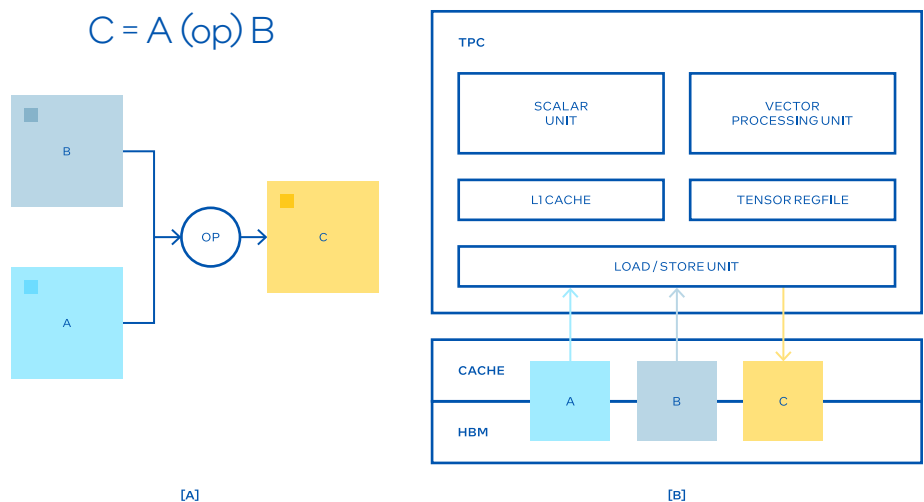 C = A (op) B
B
OP
C
A
[A]
TPC
SCALAR
UNIT
VECTOR
PROCESSING UNIT
L1 CACHE
TENSOR REGFILE
LOAD / STORE UNIT
CACHE
A
B
C
HBM
[B]